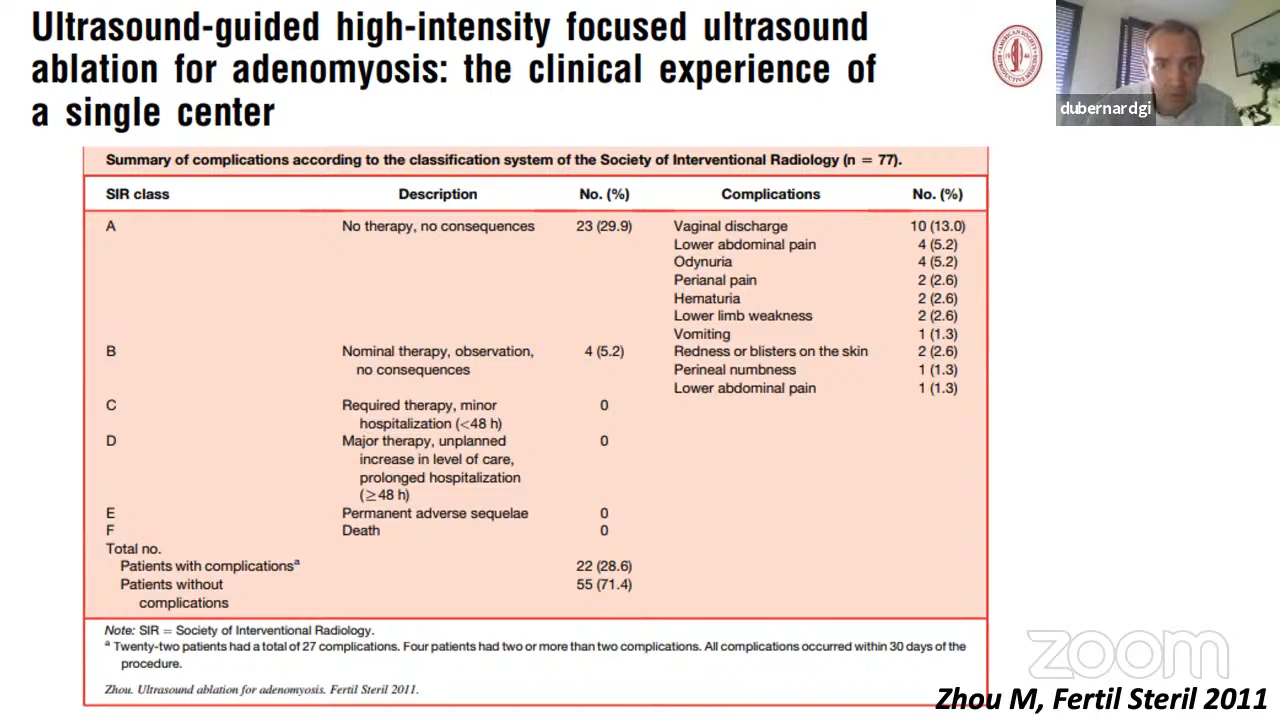 Ultrasound-guided high-intensity focused ultrasound
ablation for adenomyosis: the clinical experience of
a single center
dubernardgi
Summary of complications according to the classification system of the Society of Interventional Radiology (n = 77).
SIR class Description No. (%) Complications No. (%)
A No therapy, no consequences 23 (29.9) Vaginal discharge 10 (13.0)
Lower abdominal pain 4 (5.2)
Odynuria 4 (5.2)
Perianal pain 2 (2.6)
Hematuria 2 (2.6)
Lower limb weakness 2 (2.6)
Vomiting 1 (1.3)
B Nominal therapy, observation, 4 (5.2) Redness or blisters on the skin 2 (2.6)
no consequences Perineal numbness 1 (1.3)
Lower abdominal pain 1 (1.3)
C Required therapy, minor 0
hospitalization (<48 h)
D Major therapy, unplanned 0
increase in level of care,
prolonged hospitalization
(≥48 h)
E Permanent adverse sequelae 0
F Death 0
Total no.
Patients with complicationsª 22 (28.6)
Patients without 55 (71.4)
complications
Note: SIR = Society of Interventional Radiology.
ª Twenty-two patients had a total of 27 complications. Four patients had two or more than two complications. All complications occurred within 30 days of the
procedure.
Zhou. Ultrasound ablation for adenomyosis. Fertil Steril 2011.
zoom
Zhou M, Fertil Steril 2011